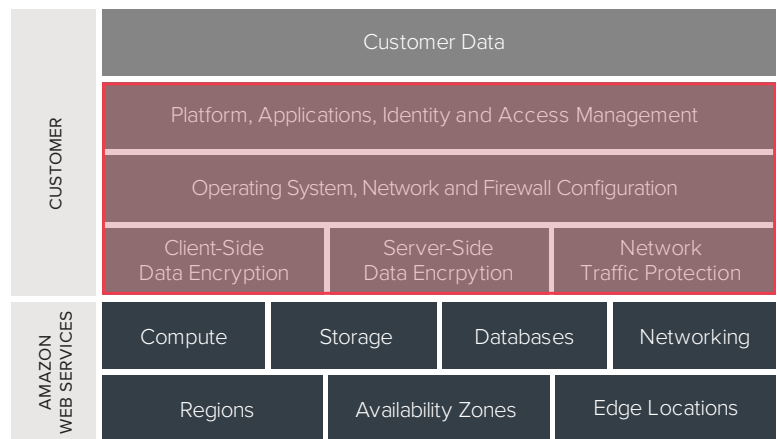 CUSTOMER
Customer Data
Platform, Applications, Identity and Access Management
Operating System, Network and Firewall Configuration
Client-Side
Data Encryption
Server-Side
Data Encrpytion
Network
Traffic Protection
AMAZON
WEB SERVICES
Compute
Storage
Databases
Networking
Regions
Availability Zones
Edge Locations